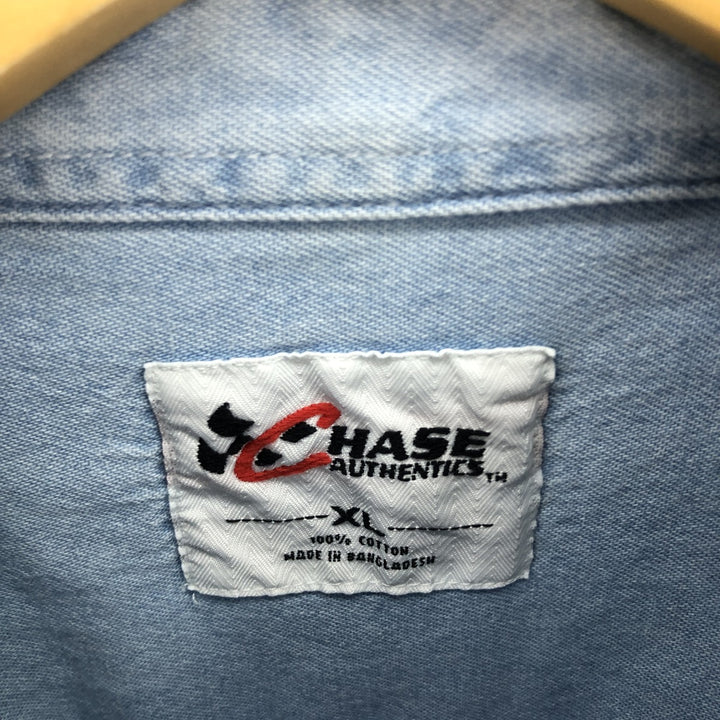 CHASE
AUTHENTICS TM
XL
100% COTTON
MADE IN BANGLADESH